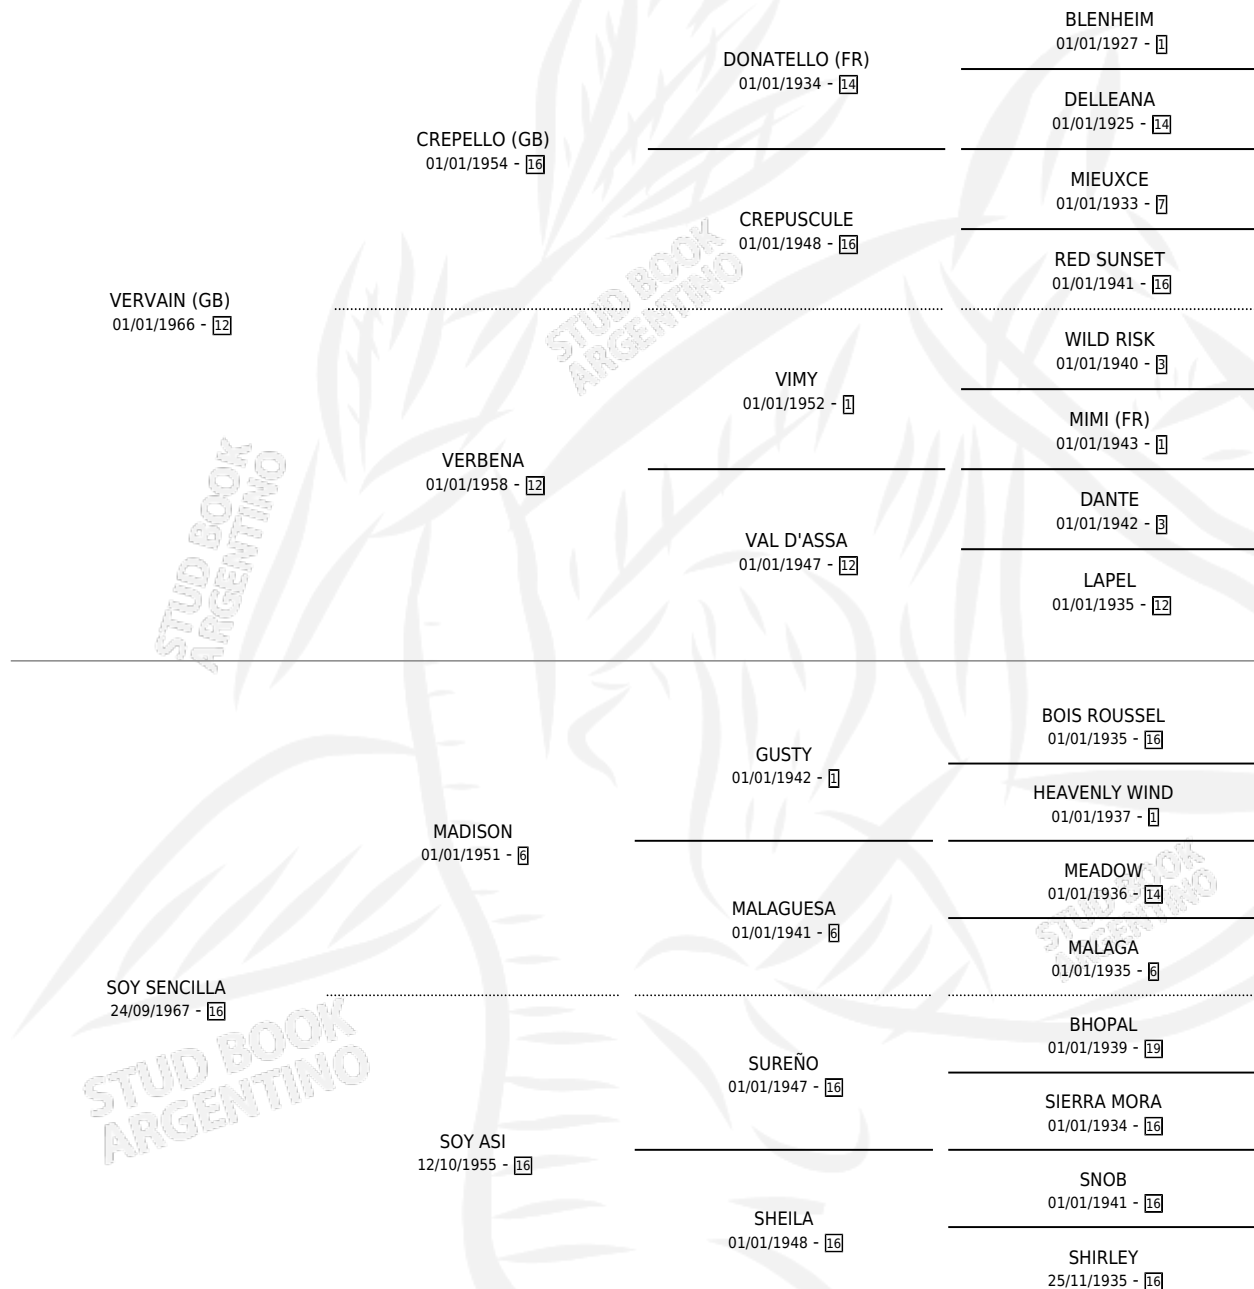 BLENHEIM
01/01/1927 - 1
DONATELLO (FR)
01/01/1934 - 14
DELLEANA
01/01/1925 - 14
CREPELLO (GB)
01/01/1954 - 16
MIEUXCE
01/01/1933 - 7
CREPUSCULE
01/01/1948 - 16
RED SUNSET
01/01/1941 - 16
VERVAIN (GB)
01/01/1966 - 12
STUD BOOK
ARGENTINO
WILD RISK
01/01/1940 - 3
VIMY
01/01/1952 - 1
MIMI (FR)
01/01/1943 - 1
VERBENA
01/01/1958 - 12
DANTE
01/01/1942 - 3
VAL D'ASSA
01/01/1947 - 12
LAPEL
01/01/1935 - 12
STUD BOOK
ARGENTINO
BOIS ROUSSEL
01/01/1935 - 16
GUSTY
01/01/1942 - 1
HEAVENLY WIND
01/01/1937 - 1
MADISON
01/01/1951 - 6
MEADOW
01/01/1936 - 14
MALAGUESA
01/01/1941 - 6
STUD BOOK
ARGENTINO
MALAGA
01/01/1935 - 6
SOY SENCILLA
24/09/1967 - 16
STUD BOOK
ARGENTINO
BHOPAL
01/01/1939 - 19
SUREÑO
01/01/1947 - 16
SIERRA MORA
01/01/1934 - 16
SOY ASI
12/10/1955 - 16
SNOB
01/01/1941 - 16
SHEILA
01/01/1948 - 16
SHIRLEY
25/11/1935 - 16